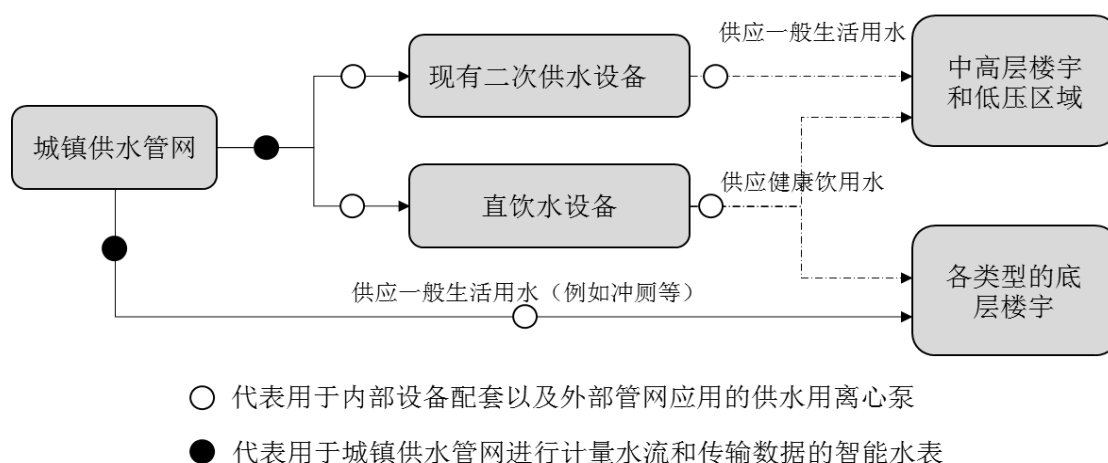 供应一般生活用水
现有二次供水设备
中高层楼宇
和低压区域
城镇供水管网
直饮水设备
供应健康饮用水
供应一般生活用水（例如冲厕等）
各类型的底
层楼宇
代表用于内部设备配套以及外部管网应用的供水用离心泵
代表用于城镇供水管网进行计量水流和传输数据的智能水表